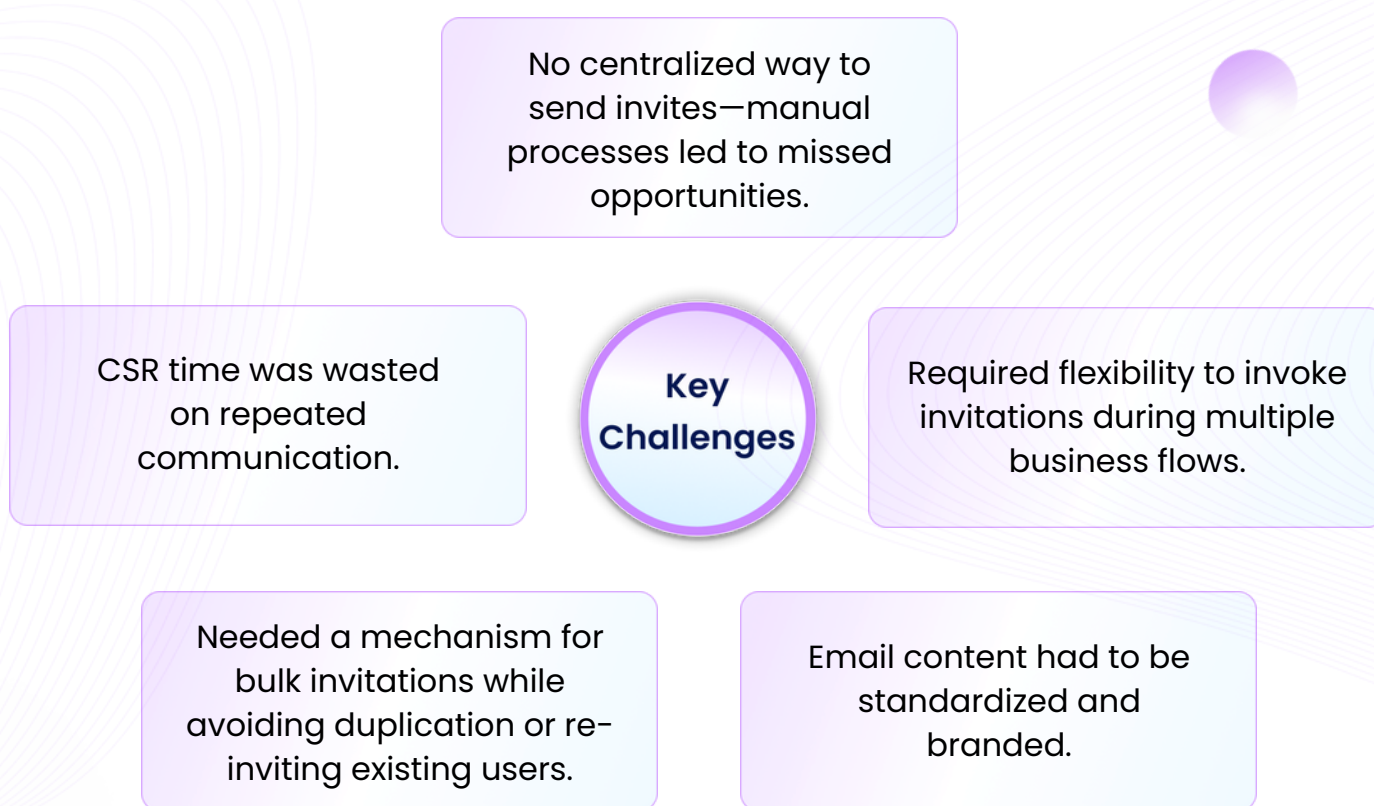 No centralized way to
send invites—manual
processes led to missed
opportunities.
CSR time was wasted
on repeated
communication.
Key
Challenges
Required flexibility to invoke
invitations during multiple
business flows.
Needed a mechanism for
bulk invitations while
avoiding duplication or re-
inviting existing users.
Email content had to be
standardized and
branded.